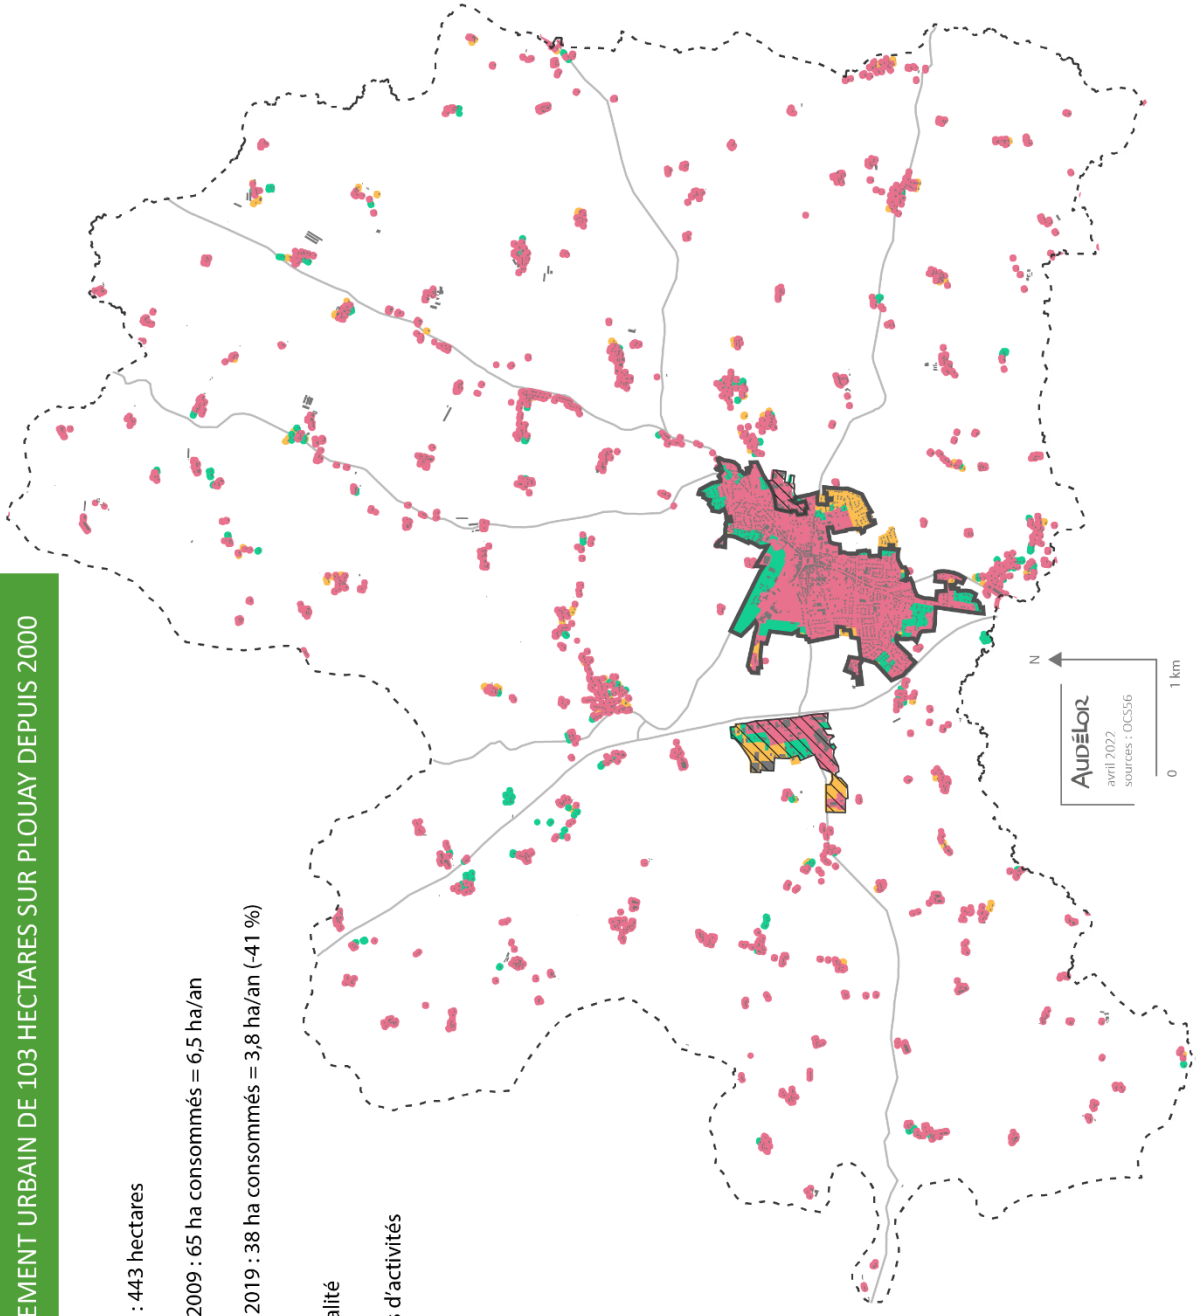 EMENT URBAIN DE 103 HECTARES SUR PLOUAY DEPUIS 2000
: 443 hectares
2009 : 65 ha consommés = 6,5 ha/an
2019 : 38 ha consommés = 3,8 ha/an (-41 %)
alité
s d'activités
N
AUDÉLOR
avril 2022
sources : OCS56
0
1 km